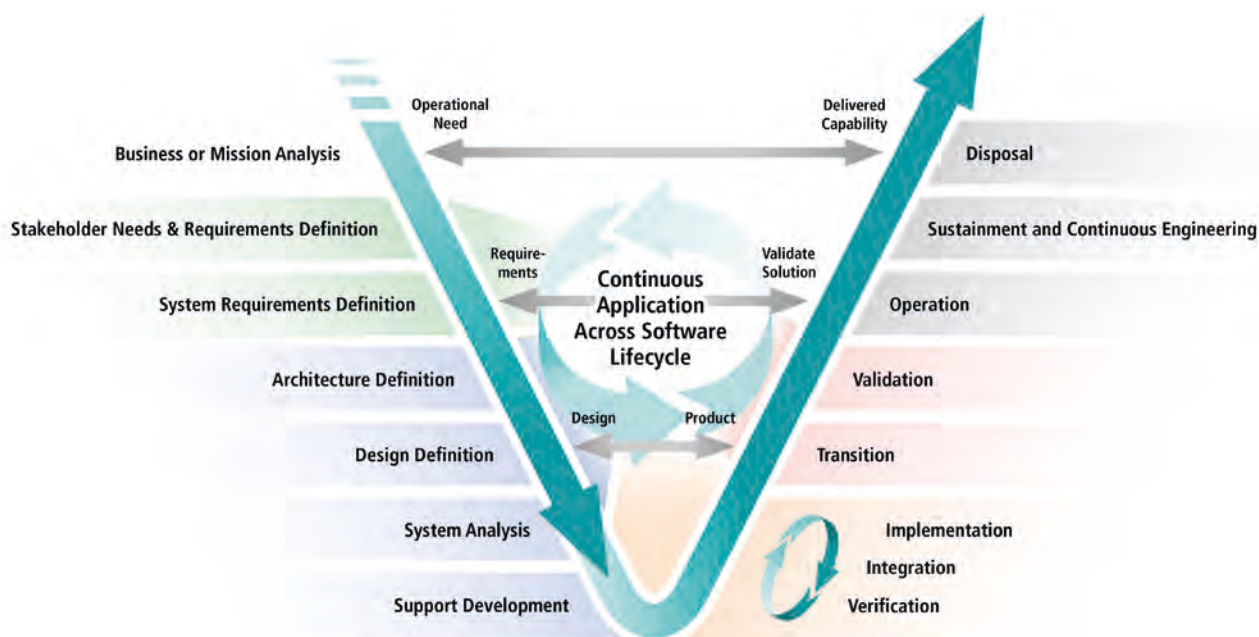 Operational
Need
Delivered
Capability
Business or Mission Analysis
Disposal
Stakeholder Needs & Requirements Definition
Sustainment and Continuous Engineering
Require-
ments
Validate
Solution
System Requirements Definition
Continuous
Application
Across Software
Lifecycle
Operation
Architecture Definition
Validation
Design
Product
Design Definition
Transition
System Analysis
Implementation
Integration
Support Development
Verification